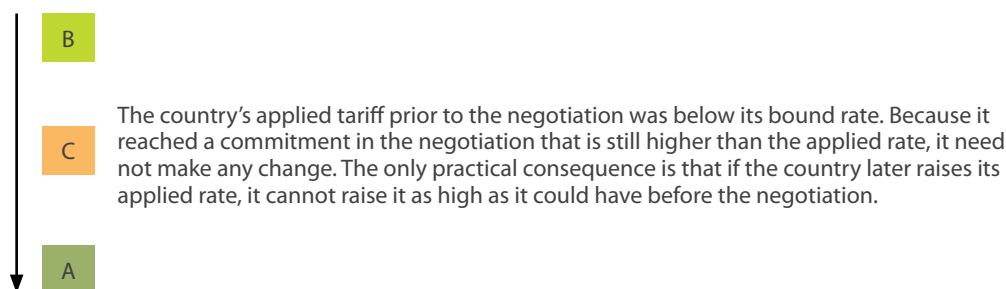 B
The country’s applied tariff prior to the negotiation was below its bound rate. Because it
reached a commitment in the negotiation that is still higher than the applied rate, it need
C
not make any change. The only practical consequence is that if the country later raises its
applied rate, it cannot raise it as high as it could have before the negotiation.
A